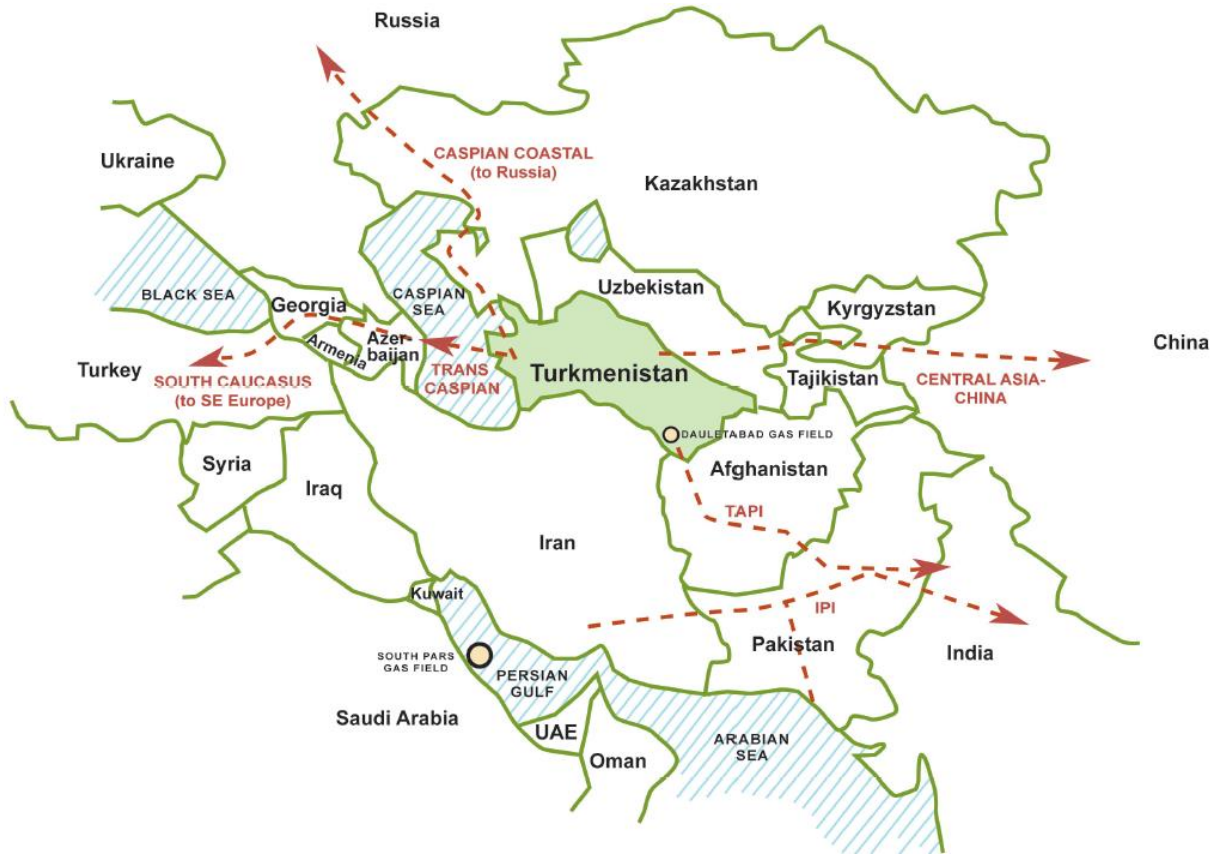 Russia
Ukraine
CASPIAN COASTAL
(to Russia)
Kazakhstan
BLACK SEA
Georgia
CASPIAN
SEA
Uzbekistan
Kyrgyzstan
Armenia
Azer-
baijan
Turkey
SOUTH CAUCASUS
(to SE Europe)
TRANS
CASPIAN
Turkmenistan
Tajikistan
CENTRAL ASIA-
CHINA
China
DAULETABAD GAS FIELD
Syria
Iraq
Afghanistan
TAPI
Iran
Kuwait
IPI
Pakistan
India
SOUTH PARS
GAS FIELD
PERSIAN
GULF
Saudi Arabia
UAE
Oman
ARABIAN
SEA